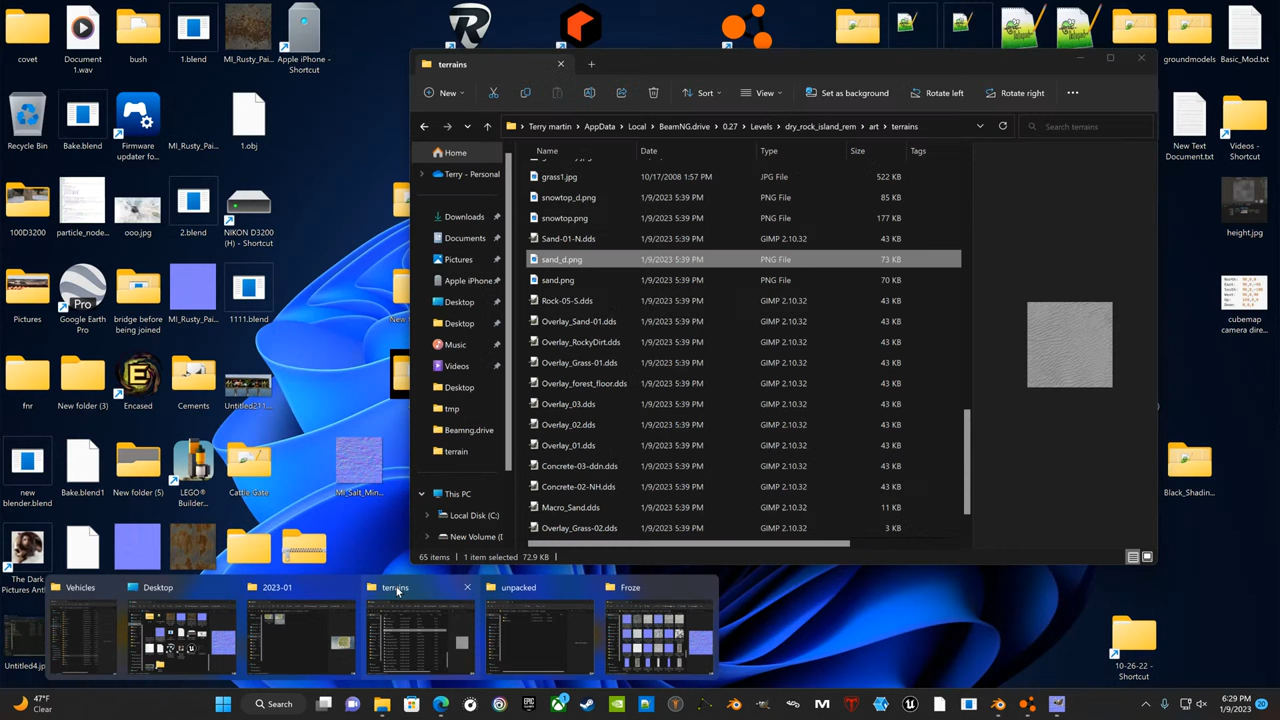 covet
Document 1.wav
bush
1.blend
MI_Rusty_Pai...
Apple iPhone - Shortcut
groundmodels
Basic_Mod.txt
Recycle Bin
Bake.blend
Firmware updater fo...
MI_Rusty_Pai...
1.obj
New Text Document.txt
Videos - Shortcut
100D3200
particle_node...
ooo.jpg
2.blend
NIKON D3200 (H) - Shortcut
height.jpg
Pictures
Google Earth Pro
bridge before being joined
MI_Rusty_Pai...
1111.blend
cubemap camera dire...
fnr
New folder (3)
Encased
Cements
Untitled211...
new blender.blend
Bake.blend1
New folder (5)
LEGO® Builder...
Cattle Gate
MI_Salt_Min...
Black_Shadin...
The Dark Pictures Ant...
Untitled4.jp
10-26-22 - Shortcut
terrains
New
Sort
View
Set as background
Rotate left
Rotate right
Terry martin > AppData > Local > BeamNG.drive > 0.27 > Levels > dry_rock_island_rem > art > terrains
Search terrains
Home
Terry - Personal
Downloads
Documents
Pictures
Apple iPhone
Desktop
Desktop
Music
Videos
Desktop
tmp
Beamng.drive
terrain
This PC
Local Disk (C:)
New Volume (I
Name Date Type Size Tags
grass1.jpg 10/17/2008 1:57 PM JPG File 522 KB
snowtop_d.png 1/9/2023 5:39 PM PNG File 85 KB
snowtop.png 1/9/2023 5:39 PM PNG File 177 KB
Sand-01-N.dds 1/9/2023 5:39 PM GIMP 2.10.32 43 KB
sand_d.png 1/9/2023 5:39 PM PNG File 73 KB
sand.png 1/9/2023 5:39 PM PNG File 70 KB
Rock-05-S.dds 1/9/2023 5:39 PM GIMP 2.10.32 43 KB
Overlay_Sand-01.dds 1/9/2023 5:39 PM GIMP 2.10.32 43 KB
Overlay_RockyDirt.dds 1/9/2023 5:39 PM GIMP 2.10.32 43 KB
Overlay_Grass-01.dds 1/9/2023 5:39 PM GIMP 2.10.32 43 KB
Overlay_forest_floor.dds 1/9/2023 5:39 PM GIMP 2.10.32 43 KB
Overlay_03.dds 1/9/2023 5:39 PM GIMP 2.10.32 43 KB
Overlay_02.dds 1/9/2023 5:39 PM GIMP 2.10.32 43 KB
Overlay_01.dds 1/9/2023 5:39 PM GIMP 2.10.32 43 KB
Concrete-03-ddn.dds 1/9/2023 5:39 PM GIMP 2.10.32 43 KB
Concrete-02-NH.dds 1/9/2023 5:39 PM GIMP 2.10.32 43 KB
Macro_Sand.dds 1/9/2023 5:39 PM GIMP 2.10.32 11 KB
Overlay_Grass-02.dds 1/9/2023 5:39 PM GIMP 2.10.32 3 KB
65 items 1 item selected 72.9 KB
Vehicles
Desktop
2023-01
terrains
unpacked
Froze
47°F
Clear
Search
6:29 PM
1/9/2023
20